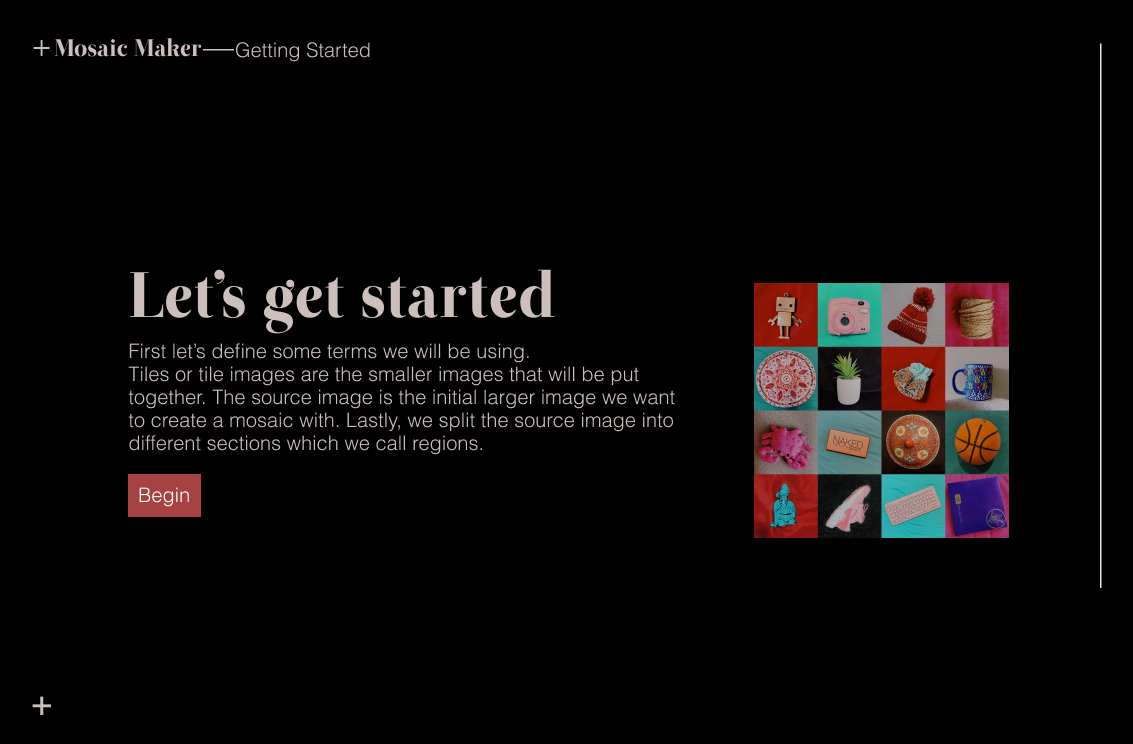 + Mosaic Maker—Getting Started
Let’s get started
First let’s define some terms we will be using.
Tiles or tile images are the smaller images that will be put
together. The source image is the initial larger image we want
to create a mosaic with. Lastly, we split the source image into
different sections which we call regions.
NAKED
Begin
+